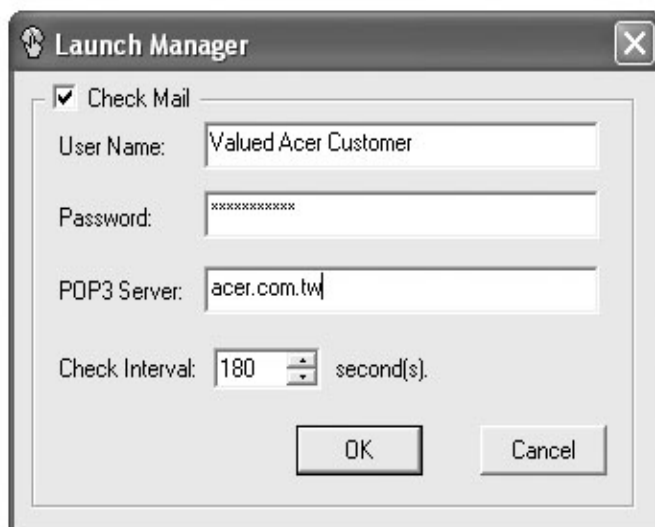 Launch Manager
Check Mail
User Name: Valued Acer Customer
Password: ***********
POP3 Server: acer.com.tw
Check Interval: 180 second(s).
OK Cancel